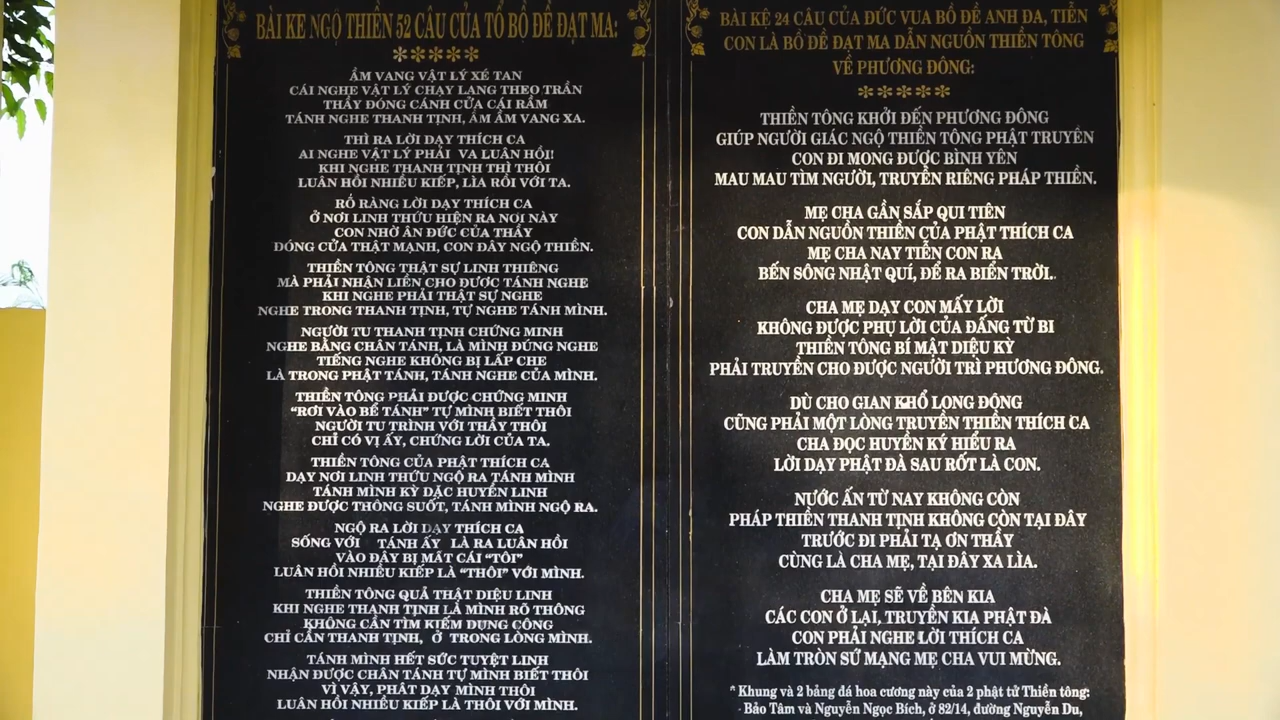 BÀI KỆ NGỘ THIỀN 52 CÂU CỦA TỔ BỒ ĐỀ ĐẠT MA:
ẦM VANG VẬT LÝ XÉ TAN
CÁI NGHE VẬT LÝ CHẠY LANG THEO TRẦN
THẦY ĐÓNG CÁNH CỬA CÁI RẦM
TÁNH NGHE THANH TỊNH, ẦM ẦM VANG XA.
THÌ RA LỜI DẠY THÍCH CA
AI NGHE VẬT LÝ PHẢI VA LUÂN HỒI!
KHI NGHE THANH TỊNH THÌ THÔI
LUÂN HỒI NHIỀU KIẾP, LÌA RỒI VỚI TA.
RỒ RÀNG LỜI DẠY THÍCH CA
Ở NƠI LINH THỨU HIỆN RA NƠI NÀY
CON NHỜ ÂN ĐỨC CỦA THẦY
ĐÓNG CỬA THẬT MẠNH, CON ĐÂY NGỘ THIỀN.
THIỀN TÔNG THẬT SỰ LINH THIÊNG
MÀ PHẢI NHẬN LIỀN CHO ĐƯỢC TÁNH NGHE
KHI NGHE PHẢI THẬT SỰ NGHE
NGHE TRONG THANH TỊNH, TỰ NGHE TÁNH MÌNH.
NGƯỜI TU THANH TỊNH CHỨNG MINH
NGHE BẰNG CHÂN TÁNH, LÀ MÌNH ĐÚNG NGHE
TIẾNG NGHE KHÔNG BỊ LẤP CHE
LÀ TRONG PHẬT TÁNH, TÁNH NGHE CỦA MÌNH.
THIỀN TÔNG PHẢI ĐƯỢC CHỨNG MINH
"RƠI VÀO BỂ TÁNH" TỰ MÌNH BIẾT THÔI
NGƯỜI TU TRÌNH VỚI THẦY THÔI
CHỈ CÓ VỊ ẤY, CHỨNG LỜI CỦA TA.
THIỀN TÔNG CỦA PHẬT THÍCH CA
DẠY NƠI LINH THỨU NGỘ RA TÁNH MÌNH
TÁNH MÌNH KỲ DẶC HUYỀN LINH
NGHE ĐƯỢC THÔNG SUỐT, TÁNH MÌNH NGỘ RA.
NGỘ RA LỜI DẠY THÍCH CA
SỐNG VỚI TÁNH ẤY LÀ RA LUÂN HỒI
VÀO ĐÂY BỊ MẤT CÁI "TÔI"
LUÂN HỒI NHIỀU KIẾP LÀ "THÔI" VỚI MÌNH.
THIỀN TÔNG QUẢ THẬT DIỆU LINH
KHI NGHE THANH TỊNH LÀ MÌNH RÕ THÔNG
KHÔNG CẦN TÌM KIẾM DỤNG CÔNG
CHỈ CẦN THANH TỊNH, Ở TRONG LÒNG MÌNH.
TÁNH MÌNH HẾT SỨC TUYỆT LINH
NHẬN ĐƯỢC CHÂN TÁNH TỰ MÌNH BIẾT THÔI
VÌ VẬY, PHẬT DẠY MÌNH THÔI
LUÂN HỒI NHIỀU KIẾP LÀ THÔI VỚI MÌNH.
BÀI KỆ 24 CÂU CỦA ĐỨC VUA BỒ ĐỀ ANH ĐA, TIỄN
CON LÀ BỒ ĐỀ ĐẠT MA DẪN NGUỒN THIỀN TÔNG
VỀ PHƯƠNG ĐÔNG:
THIỀN TÔNG KHỞI ĐẾN PHƯƠNG ĐÔNG
GIÚP NGƯỜI GIÁC NGỘ THIỀN TÔNG PHẬT TRUYỀN
CON ĐI MONG ĐƯỢC BÌNH YÊN
MAU MAU TÌM NGƯỜI, TRUYỀN RIÊNG PHÁP THIỀN.
MẸ CHA GẦN SẮP QUI TIÊN
CON DẪN NGUỒN THIỀN CỦA PHẬT THÍCH CA
MẸ CHA NAY TIỄN CON RA
BẾN SÔNG NHẬT QUÍ, ĐỂ RA BIỂN TRỜI.
CHA MẸ DẠY CON MẤY LỜI
KHÔNG ĐƯỢC PHỤ LỜI CỦA ĐẤNG TỪ BI
THIỀN TÔNG BÍ MẬT DIỆU KỲ
PHẢI TRUYỀN CHO ĐƯỢC NGƯỜI TRÌ PHƯƠNG ĐÔNG.
DÙ CHO GIAN KHỔ LONG ĐONG
CŨNG PHẢI MỘT LÒNG TRUYỀN THIỀN THÍCH CA
CHA ĐỌC HUYỀN KÝ HIỂU RA
LỜI DẠY PHẬT ĐÀ SAU RỐT LÀ CON.
NƯỚC ẤN TỪ NAY KHÔNG CÒN
PHÁP THIỀN THANH TỊNH KHÔNG CÒN TẠI ĐÂY
TRƯỚC ĐI PHẢI TẠ ƠN THẦY
CÙNG LÀ CHA MẸ, TẠI ĐÂY XA LÌA.
CHA MẸ SẼ VỀ BÊN KIA
CÁC CON Ở LẠI, TRUYỀN KIA PHẬT ĐÀ
CON PHẢI NGHE LỜI THÍCH CA
LÀM TRÒN SỨ MẠNG MẸ CHA VUI MỪNG.
* Khung và 2 bảng đá hoa cương này của 2 phật tử Thiền tông:
Bảo Tâm và Nguyễn Ngọc Bích, ở 82/14, đường Nguyễn Du,